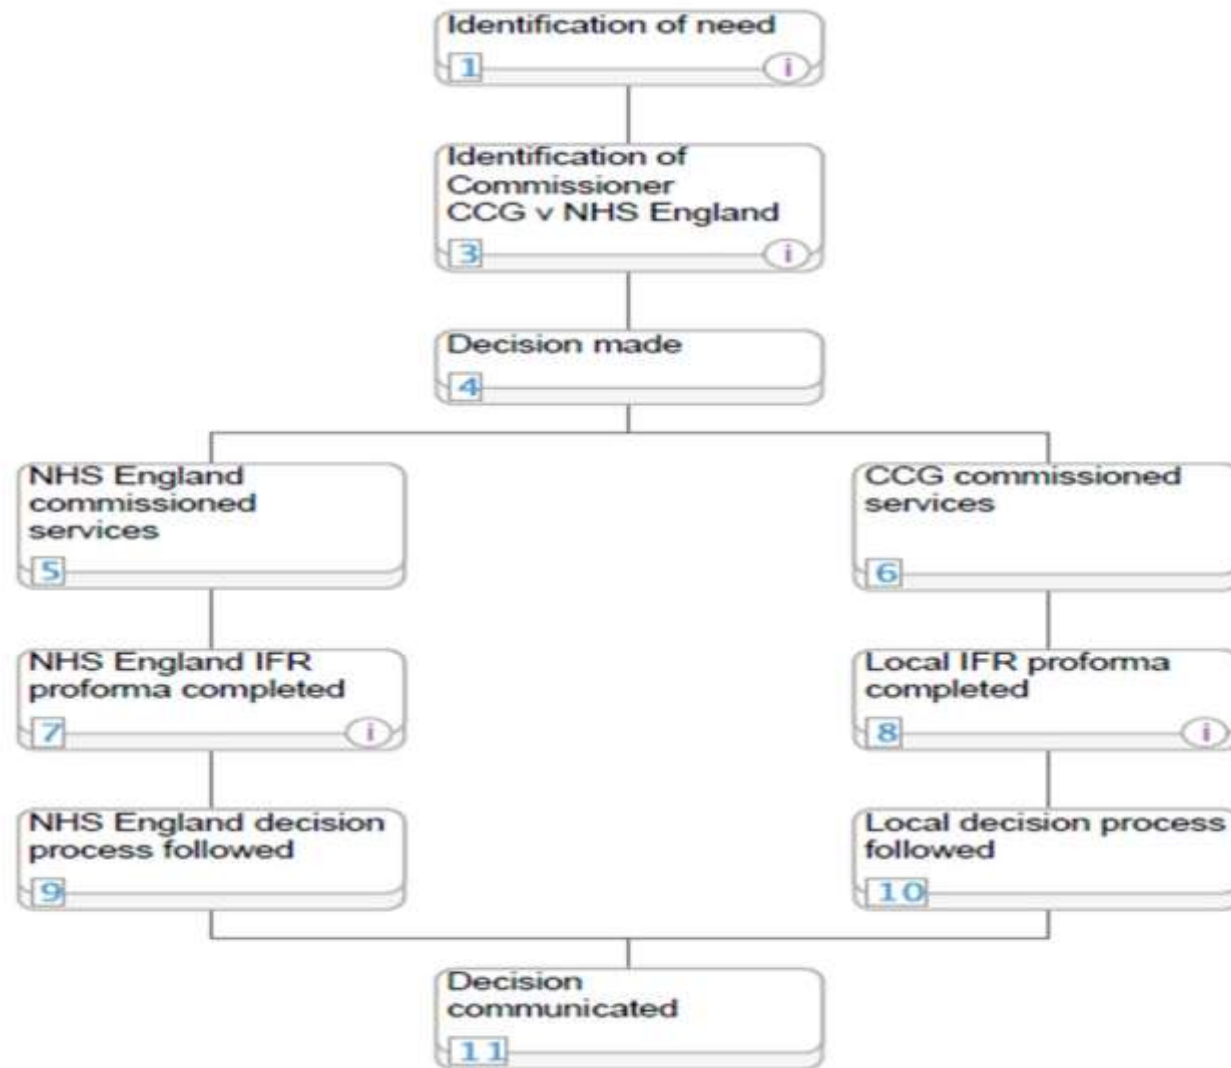 Identification of need
1
i
Identification of
Commissioner
CCG v NHS England
3
i
Decision made
4
NHS England
commissioned
services
5
CCG commissioned
services
6
NHS England IFR
proforma completed
7
i
Local IFR proforma
completed
8
i
NHS England decision
process followed
9
Local decision process
followed
10
Decision
communicated
11